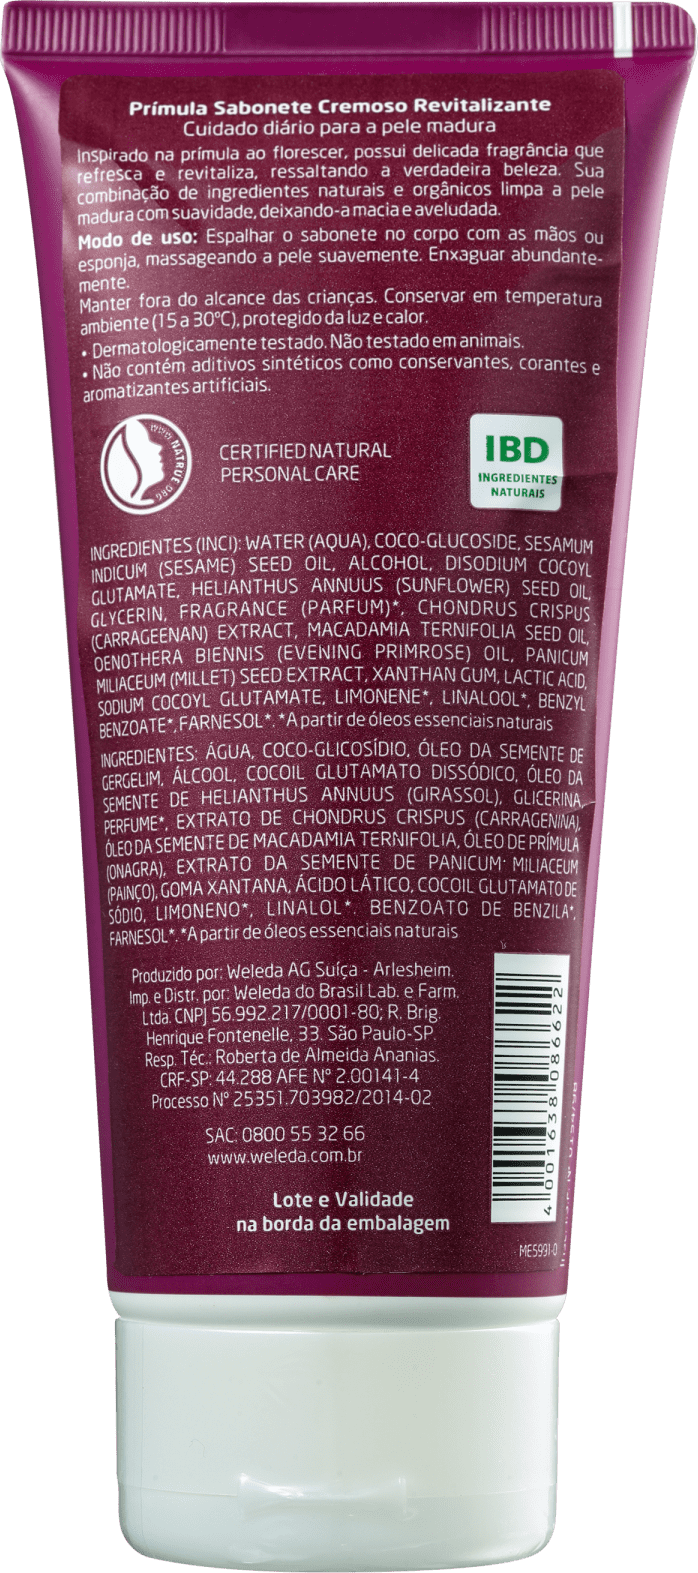 Prímula Sabonete Cremoso Revitalizante
Cuidado diário para a pele madura
Inspirado na prímula ao florescer, possui delicada fragrância que
refresca e revitaliza, ressaltando a verdadeira beleza. Sua
combinação de ingredientes naturais e orgânicos limpa a pele
madura com suavidade, deixando-a macia e aveludada.
Modo de uso: Espalhar o sabonete no corpo com as mãos ou
esponja, massageando a pele suavemente. Enxaguar abundante-
mente.
Manter fora do alcance das crianças. Conservar em temperatura
ambiente (15 a 30°C), protegido da luz e calor.
• Dermatologicamente testado. Não testado em animais.
• Não contém aditivos sintéticos como conservantes, corantes e
aromatizantes artificiais.
WWW.NATRUE.ORG
CERTIFIED NATURAL
PERSONAL CARE
IBD
INGREDIENTES
NATURAIS
INGREDIENTES (INCI): WATER (AQUA), COCO-GLUCOSIDE, SESAMUM
INDICUM (SESAME) SEED OIL, ALCOHOL, DISODIUM COCOYL
GLUTAMATE, HELIANTHUS ANNUUS (SUNFLOWER) SEED OIL,
GLYCERIN, FRAGRANCE (PARFUM)*, CHONDRUS CRISPUS
(CARRAGEENAN) EXTRACT, MACADAMIA TERNIFOLIA SEED OIL,
OENOTHERA BIENNIS (EVENING PRIMROSE) OIL, PANICUM
MILIACEUM (MILLET) SEED EXTRACT, XANTHAN GUM, LACTIC ACID,
SODIUM COCOYL GLUTAMATE, LIMONENE*, LINALOOL*, BENZYL
BENZOATE*, FARNESOL*. *A partir de óleos essenciais naturais
INGREDIENTES: ÁGUA, COCO-GLICOSÍDIO, ÓLEO DA SEMENTE DE
GERGELIM, ÁLCOOL, COCOIL GLUTAMATO DISSÓDICO, ÓLEO DA
SEMENTE DE HELIANTHUS ANNUUS (GIRASSOL), GLICERINA,
PERFUME*, EXTRATO DE CHONDRUS CRISPUS (CARRAGENINA),
ÓLEO DA SEMENTE DE MACADAMIA TERNIFOLIA, ÓLEO DE PRÍMULA
(ONAGRA), EXTRATO DA SEMENTE DE PANICUM MILIACEUM
(PAINÇO), GOMA XANTANA, ÁCIDO LÁTICO, COCOIL GLUTAMATO DE
SÓDIO, LIMONENO*, LINALOL*, BENZOATO DE BENZILA*,
FARNESOL*. *A partir de óleos essenciais naturais
Produzido por: Weleda AG Suíça - Arlesheim.
Imp. e Distr. por: Weleda do Brasil Lab. e Farm.
Ltda. CNPJ 56.992.217/0001-80; R. Brig.
Henrique Fontenelle, 33. São Paulo-SP.
Resp. Téc.: Roberta de Almeida Ananias.
CRF-SP: 44.288 AFE N° 2.00141-4
Processo N° 25351.703982/2014-02
SAC: 0800 55 32 66
www.weleda.com.br
Lote e Validade
na borda da embalagem
4 001638 086622
ME5991-0